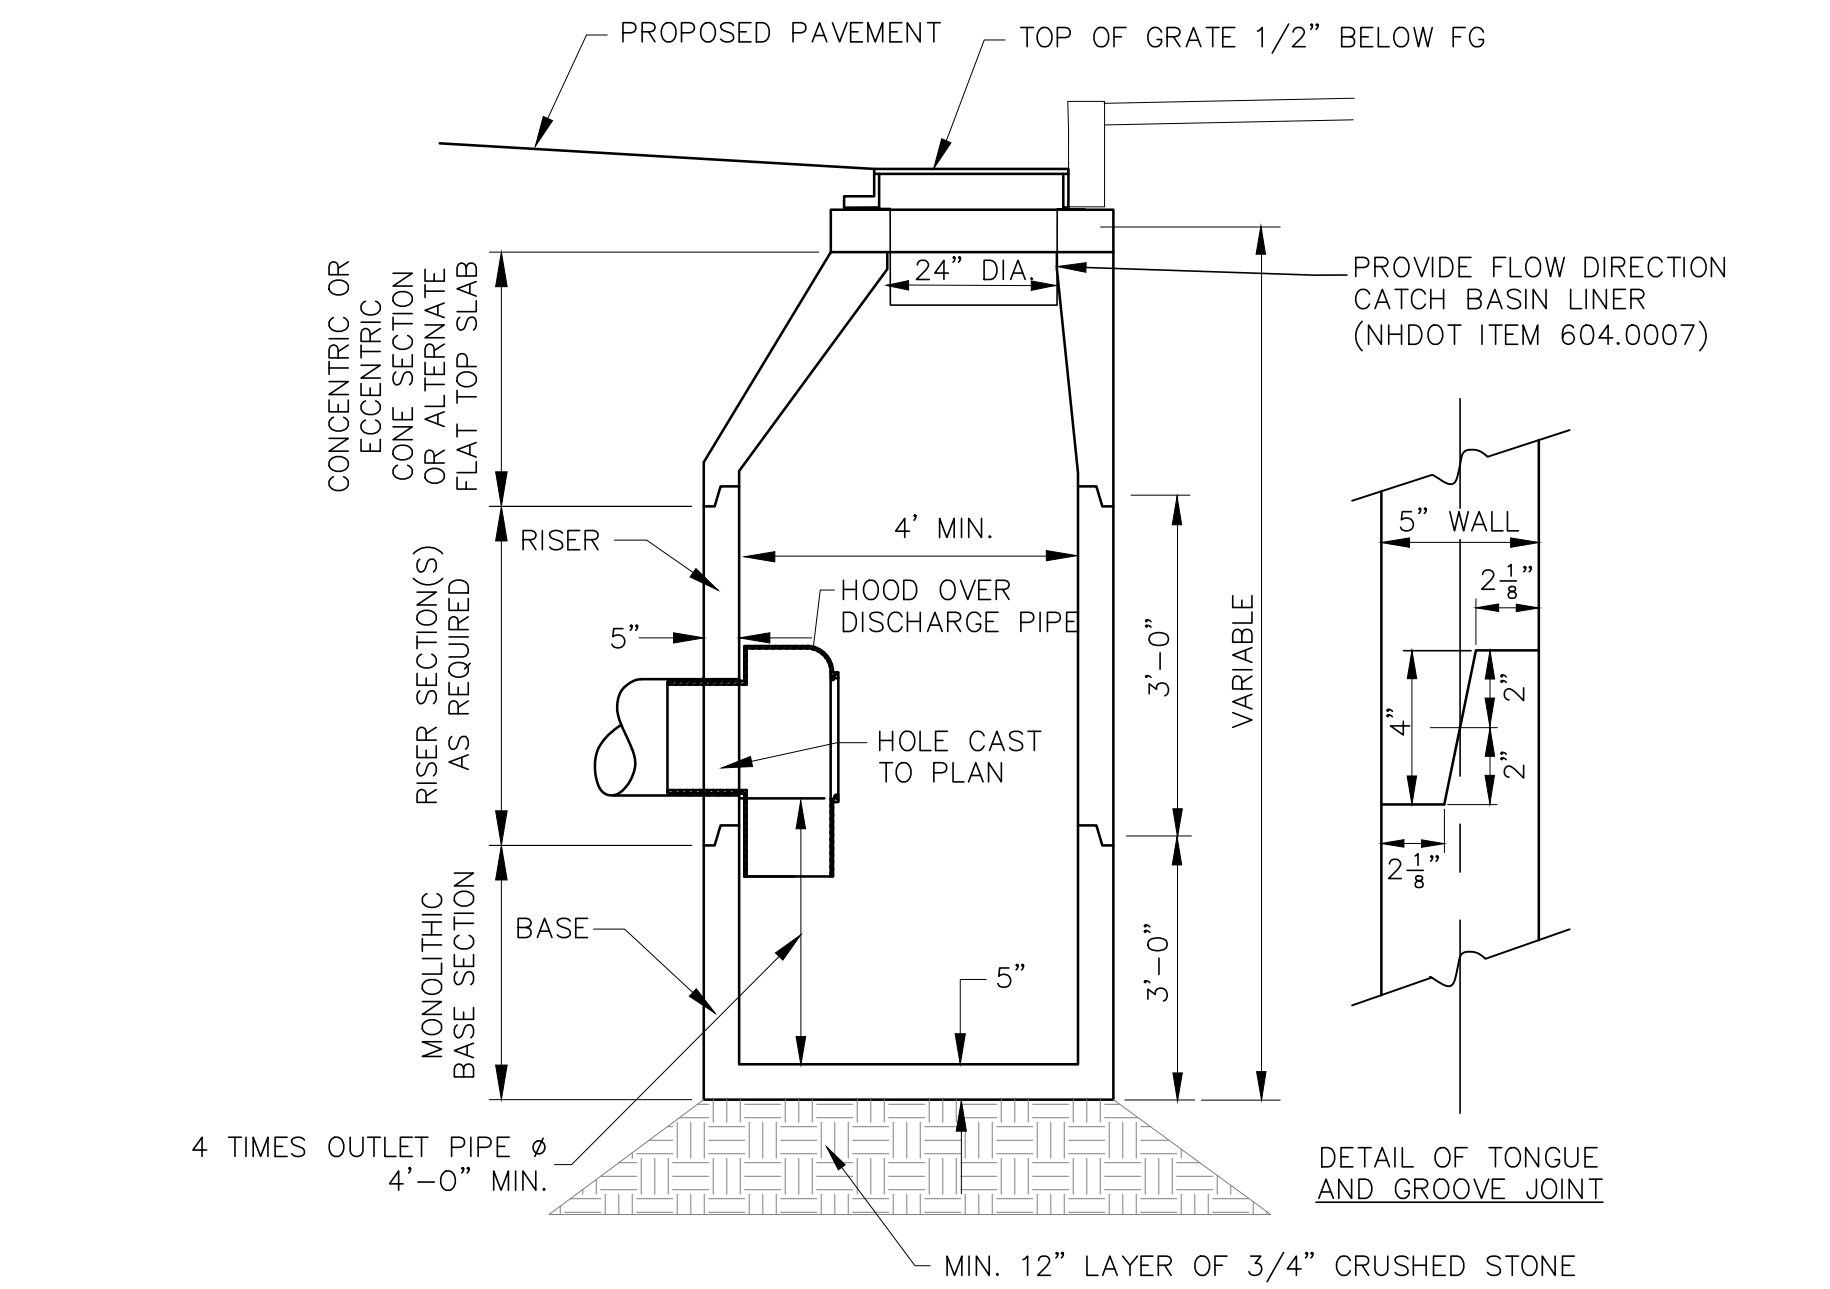 PROPOSED PAVEMENT
TOP OF GRATE 1/2" BELOW FG
24" DIA.
PROVIDE FLOW DIRECTION
CATCH BASIN LINER
(NHDOT ITEM 604.0007)
CONCENTRIC OR
ECCENTRIC
CONE SECTION
OR ALTERNATE
FLAT TOP SLAB
RISER
4' MIN.
HOOD OVER
DISCHARGE PIPE
5"
RISER SECTION(S)
AS REQUIRED
3'-0"
VARIABLE
HOLE CAST
TO PLAN
BASE
MONOLITHIC
BASE SECTION
5"
3'-0"
4 TIMES OUTLET PIPE ø
4'-0" MIN.
MIN. 12" LAYER OF 3/4" CRUSHED STONE
5" WALL
2 1/8"
4"
2"
2"
2 1/8"
DETAIL OF TONGUE
AND GROOVE JOINT